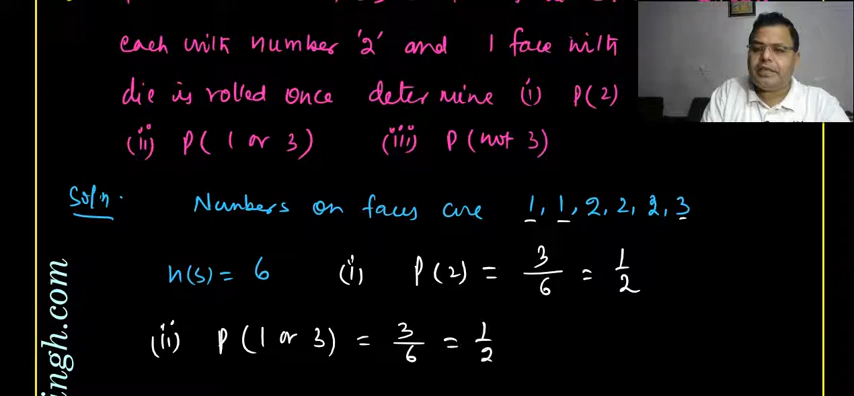 each with number '2' and 1 face with
die is rolled once determine (i) P(2)
(ii) P( 1 or 3) (iii) P(not 3)
Sol/n. Numbers on faces are 1, 1, 2, 2, 2, 3
n(s) = 6 (i) P(2) = 3/6 = 1/2
(ii) P(1 or 3) = 3/6 = 1/2
ingh.com